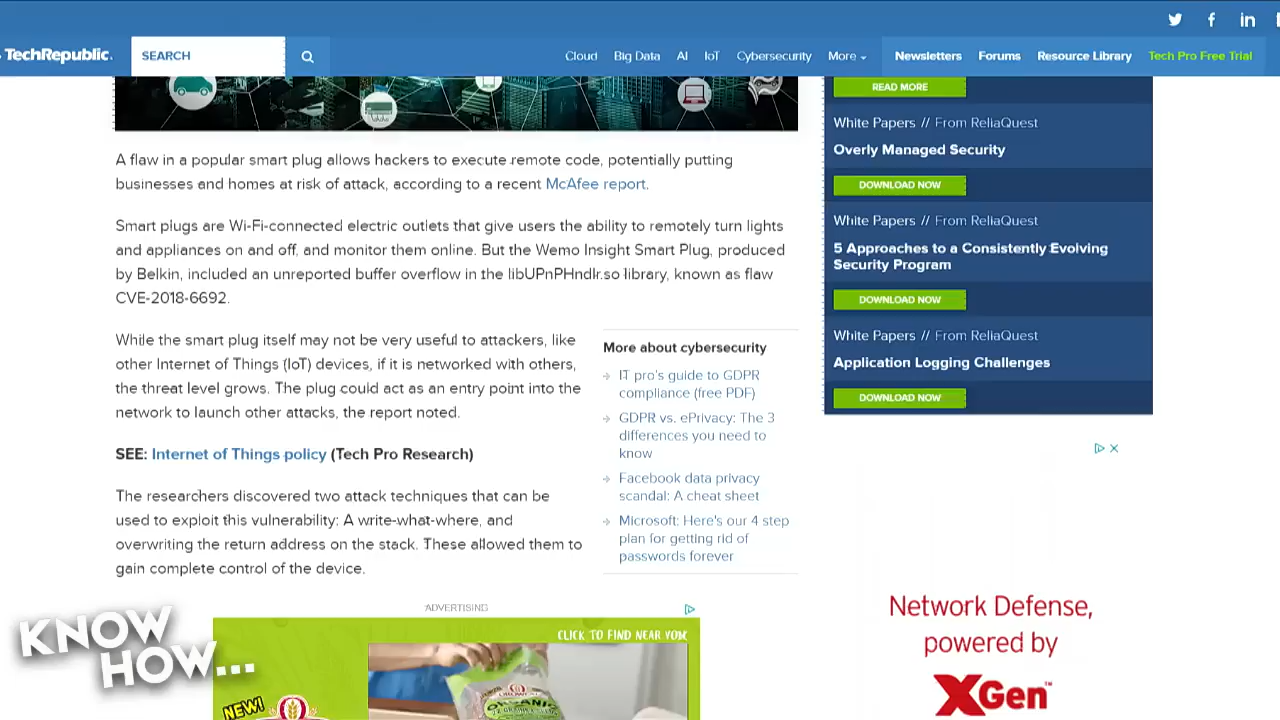 TechRepublic.
SEARCH
Cloud Big Data AI IoT Cybersecurity More
Newsletters Forums Resource Library Tech Pro Free Trial
A flaw in a popular smart plug allows hackers to execute remote code, potentially putting
businesses and homes at risk of attack, according to a recent McAfee report.
Smart plugs are Wi-Fi-connected electric outlets that give users the ability to remotely turn lights
and appliances on and off, and monitor them online. But the Wemo Insight Smart Plug, produced
by Belkin, included an unreported buffer overflow in the libUPnPHndlr.so library, known as flaw
CVE-2018-6692.
While the smart plug itself may not be very useful to attackers, like
other Internet of Things (IoT) devices, if it is networked with others,
the threat level grows. The plug could act as an entry point into the
network to launch other attacks, the report noted.
SEE: Internet of Things policy (Tech Pro Research)
The researchers discovered two attack techniques that can be
used to exploit this vulnerability: A write-what-where, and
overwriting the return address on the stack. These allowed them to
gain complete control of the device.
More about cybersecurity
IT pro's guide to GDPR
compliance (free PDF)
GDPR vs. ePrivacy: The 3
differences you need to
know
Facebook data privacy
scandal: A cheat sheet
Microsoft: Here's our 4 step
plan for getting rid of
passwords forever
READ MORE
White Papers // From ReliaQuest
Overly Managed Security
DOWNLOAD NOW
White Papers // From ReliaQuest
5 Approaches to a Consistently Evolving
Security Program
DOWNLOAD NOW
White Papers // From ReliaQuest
Application Logging Challenges
DOWNLOAD NOW
Network Defense,
powered by
XGen™
ADVERTISING
CLICK TO FIND NEAR YOU!
NEW!
ORGANIC
KNOW
HOW...